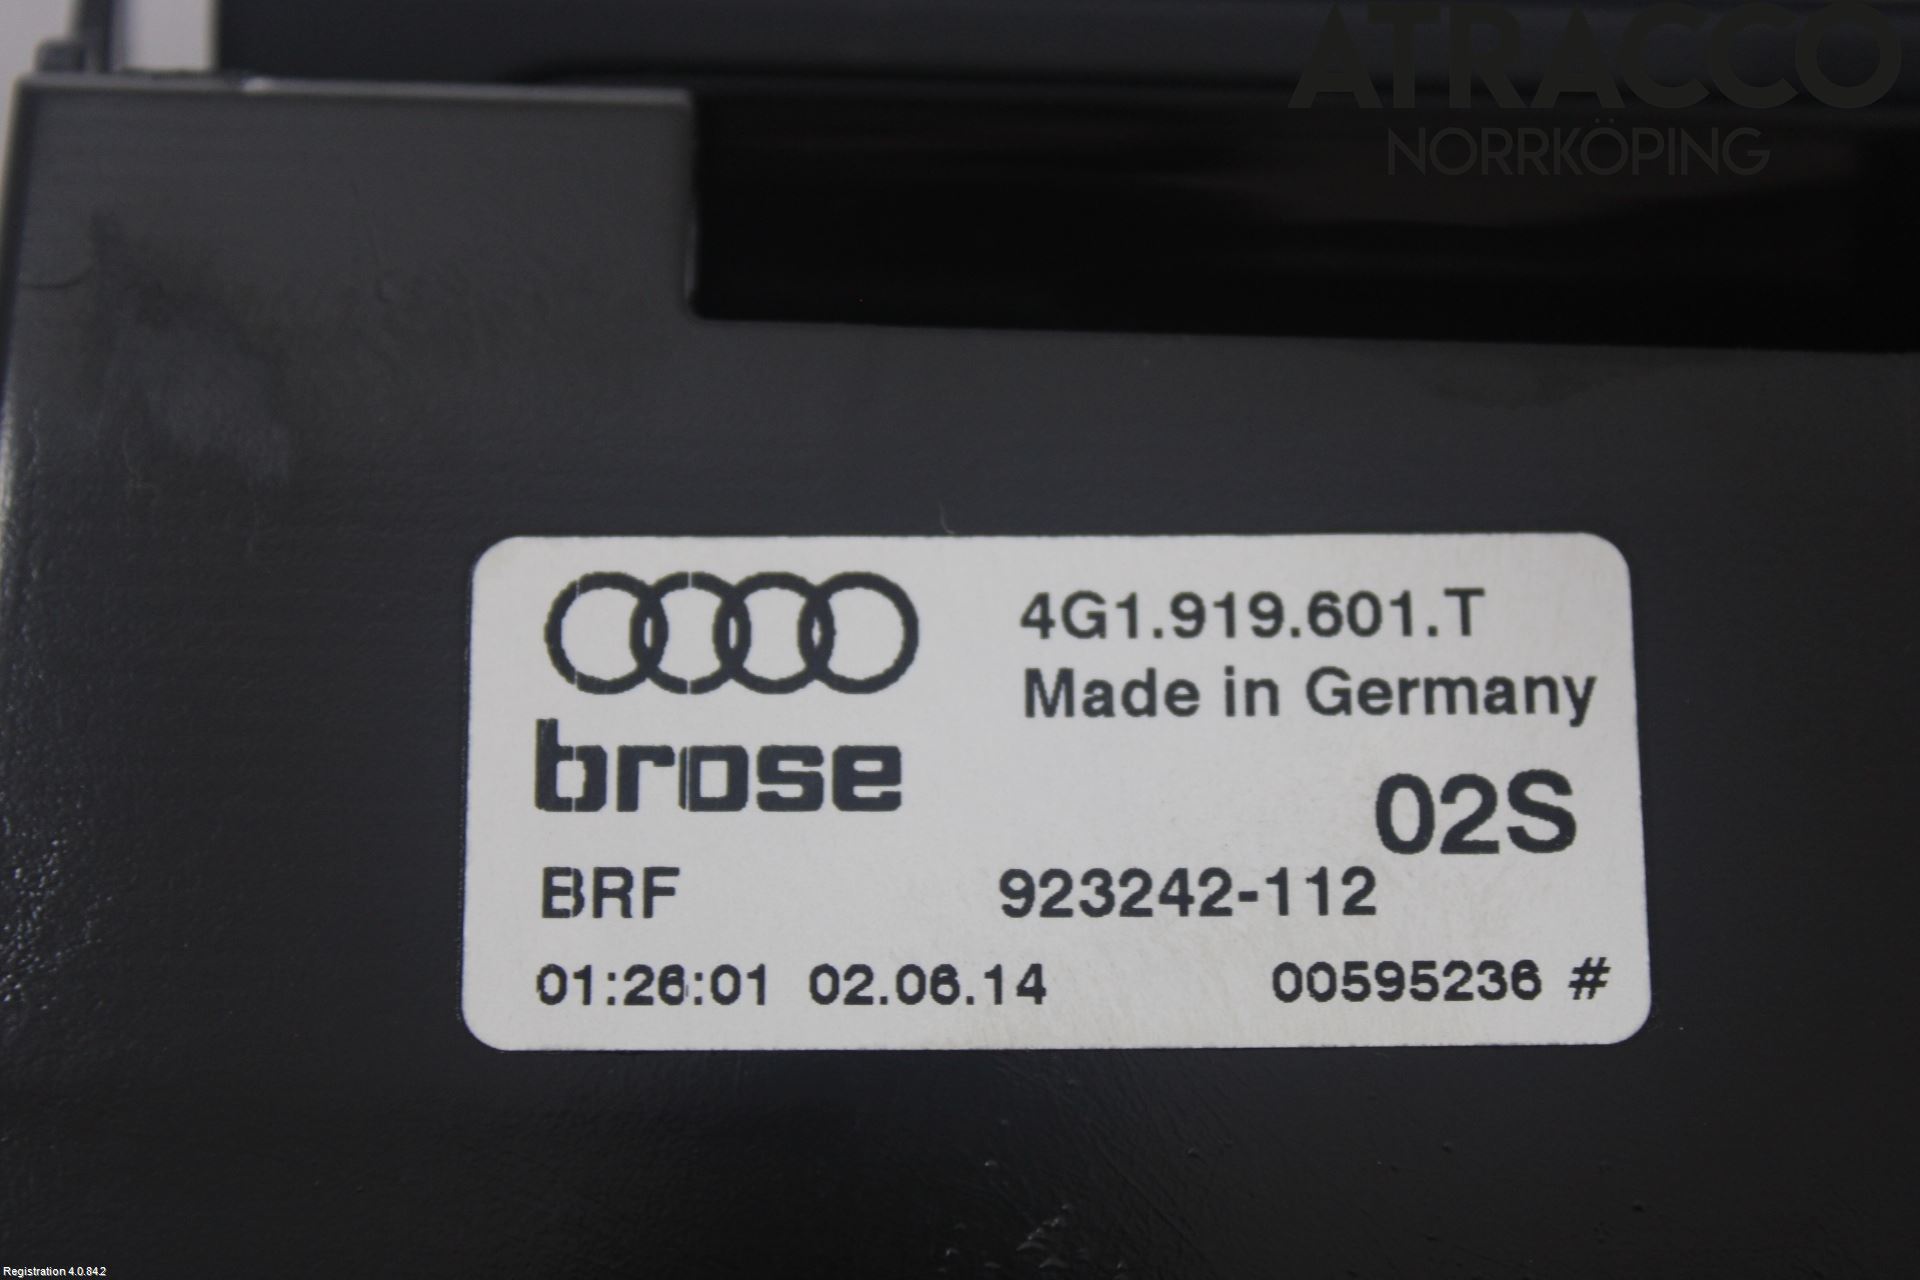 ATRACCO
NORRKÖPING
4G1.919.601.T
Made in Germany
brose
02S
BRF 923242-112
01:26:01 02.06.14 00595236 #
Registration 4.0.84.2